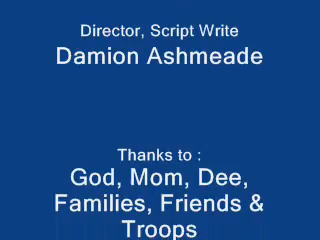 Director, Script Write
Damion Ashmeade
Thanks to :
God, Mom, Dee,
Families, Friends &
Troops